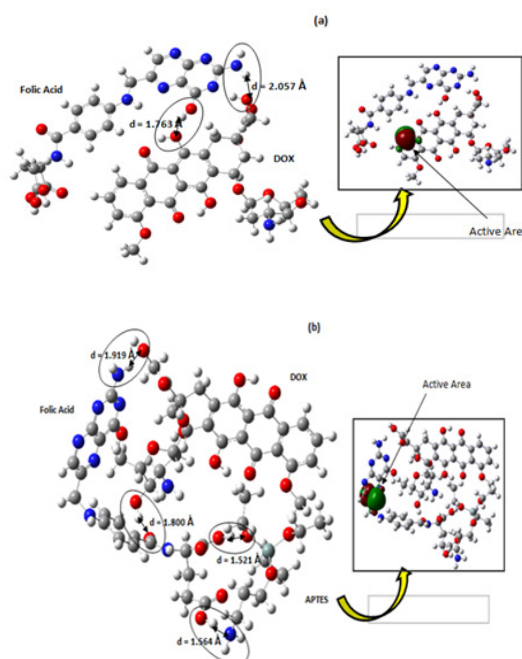 (a)
Folic Acid
d = 2.057 Å
d = 1.763 Å
DOX
Active Area
(b)
d = 1.919 Å
DOX
Active Area
Folic Acid
d = 1.800 Å
d = 1.521 Å
APTES
d = 1.564 Å